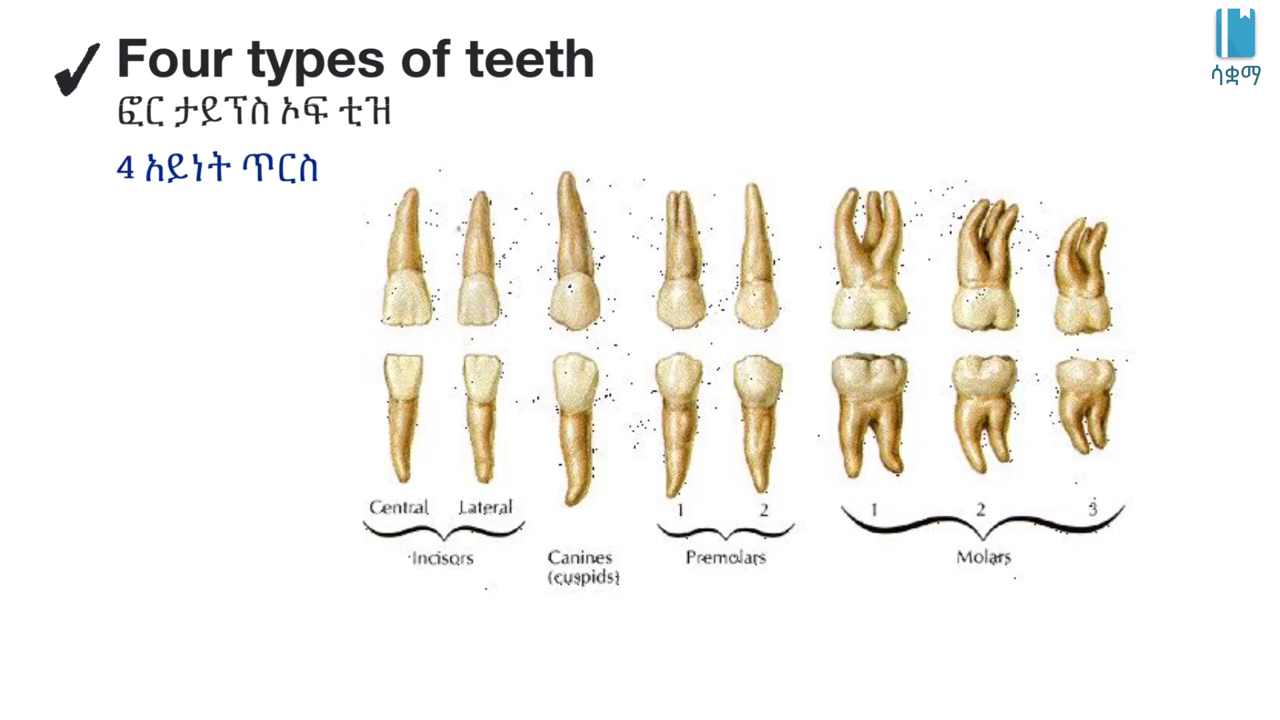 Four types of teeth
ፎር ታይፕስ ኦፍ ቲዝ
4 አይነት ጥርስ
ሳቋማ
Central Lateral
1 2
1 2 3
Incisors
Canines
(cuspids)
Premolars
Molars